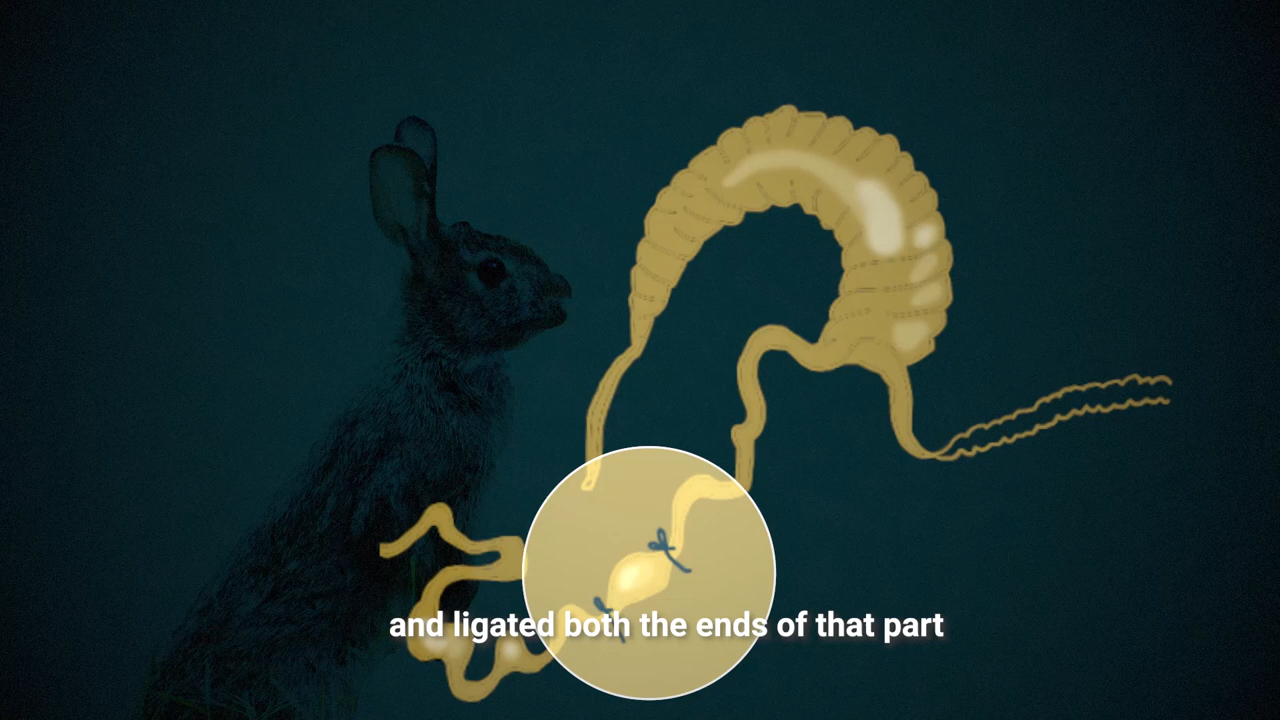 and ligated both the ends of that part